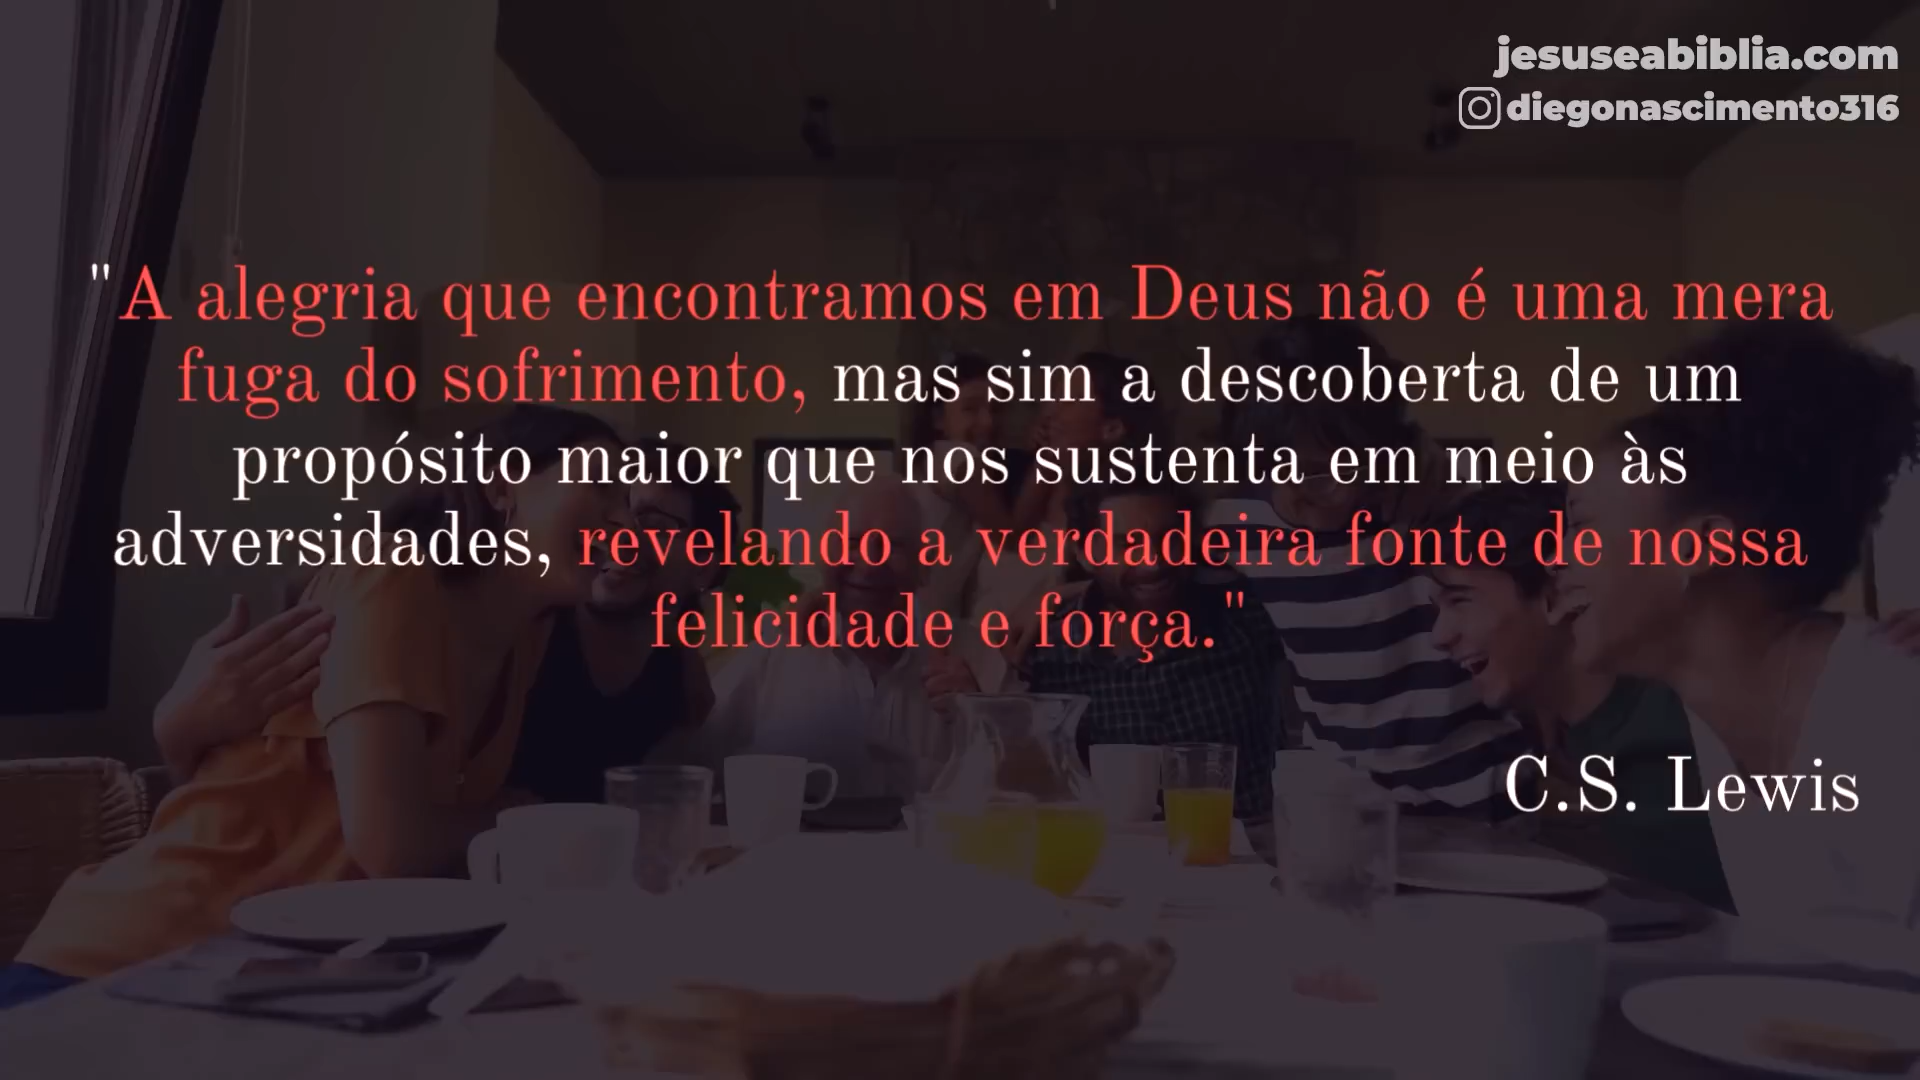 jesuseabiblia.com
diegonascimento316
"A alegria que encontramos em Deus não é uma mera
fuga do sofrimento, mas sim a descoberta de um
propósito maior que nos sustenta em meio às
adversidades, revelando a verdadeira fonte de nossa
felicidade e força."
C.S. Lewis